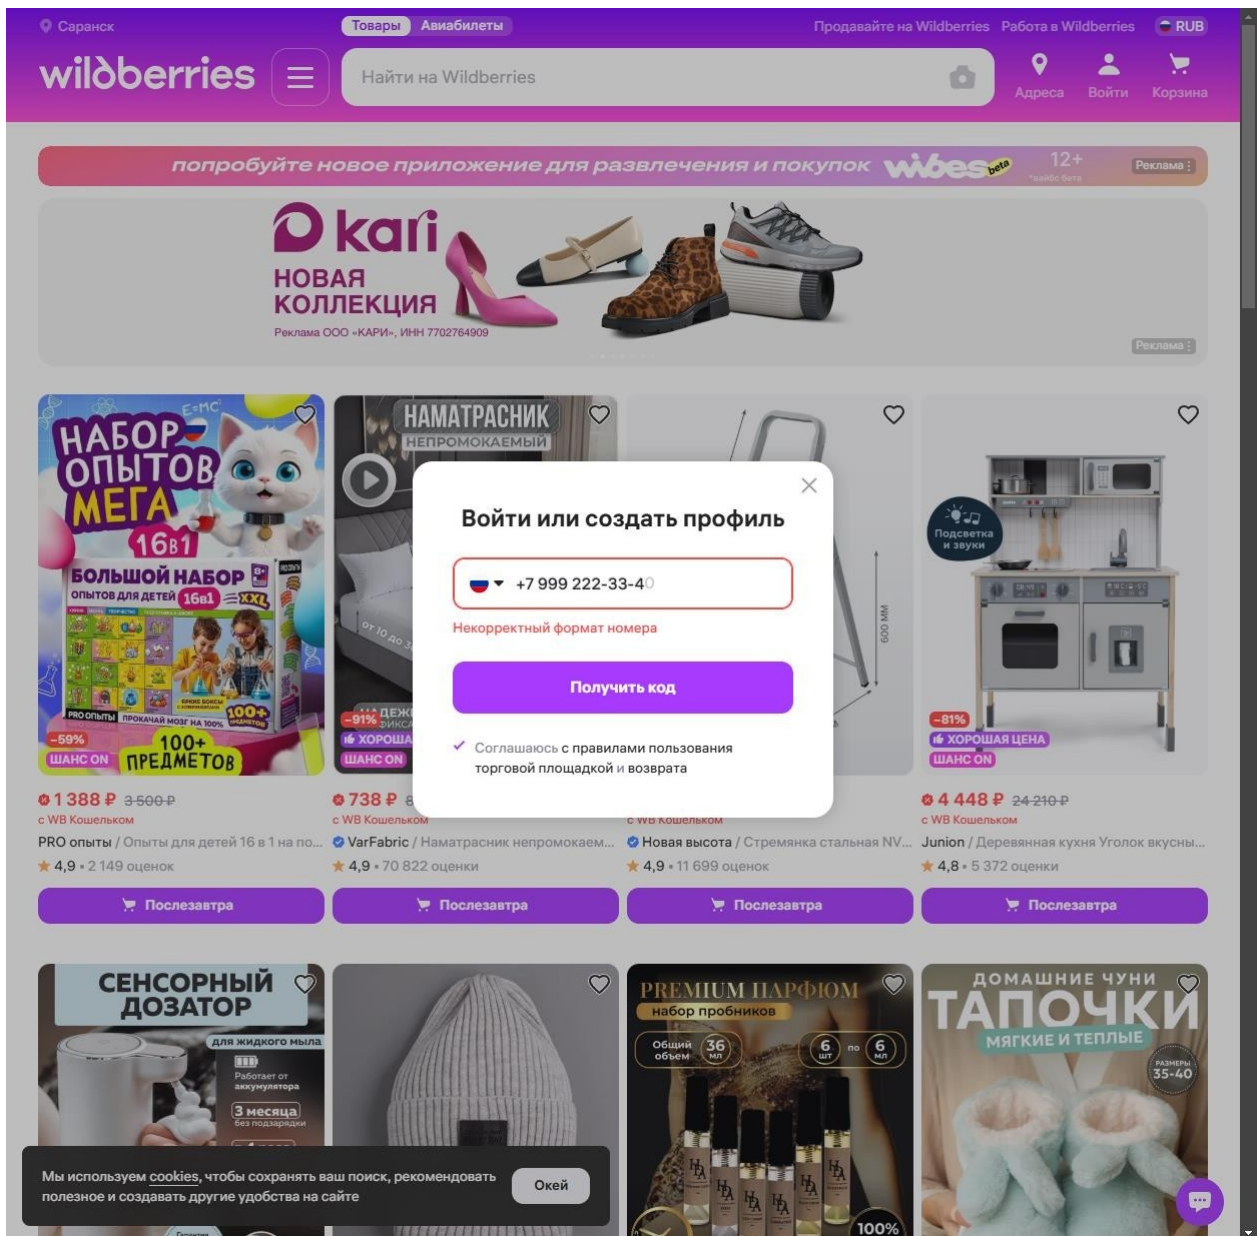 Саранск
Товары Авиабилеты
Продавайте на Wildberries Работа в Wildberries RUB
wildberries
Найти на Wildberries
Адреса Войти Корзина
попробуйте новое приложение для развлечения и покупок wibes beta 12+
*вайбс бета
Реклама
kari
НОВАЯ
КОЛЛЕКЦИЯ
Реклама ООО «КАРИ», ИНН 7702764909
Реклама
E=MC²
НАБОР
ОПЫТОВ
МЕГА
16в1
БОЛЬШОЙ НАБОР
ОПЫТОВ ДЛЯ ДЕТЕЙ 16в1 XXL
PRO ОПЫТЫ ПРОКАЧАЙ МОЗГ НА 100%
100+
-59%
ШАНС ON
100+
ПРЕДМЕТОВ
НАМАТРАСНИК
НЕПРОМОКАЕМЫЙ
-91%
ХОРОША
ШАНС ON
600 ММ
Подсветка
и звуки
-81%
ХОРОШАЯ ЦЕНА
ШАНС ON
Войти или создать профиль
+7 999 222-33-40
Некорректный формат номера
Получить код
Соглашаюсь с правилами пользования
торговой площадкой и возврата
1 388 ₽ 3 500 ₽
с WB Кошельком
PRO опыты / Опыты для детей 16 в 1 на по...
4,9 • 2 149 оценок
Послезавтра
738 ₽
с WB Кошельком
VarFabric / Наматрасник непромокаем...
4,9 • 70 822 оценки
Послезавтра
с WB Кошельком
Новая высота / Стремянка стальная NV...
4,9 • 11 699 оценок
Послезавтра
4 448 ₽ 24 210 ₽
с WB Кошельком
Junion / Деревянная кухня Уголок вкусны...
4,8 • 5 372 оценки
Послезавтра
СЕНСОРНЫЙ
ДОЗАТОР
для жидкого мыла
Работает от
аккумулятора
3 месяца
без подзарядки
PREMIUM ПАРФЮМ
набор пробников
Общий
объем 36
мл
6
шт по 6
мл
100%
ДОМАШНИЕ ЧУНИ
ТАПОЧКИ
МЯГКИЕ И ТЕПЛЫЕ
РАЗМЕРЫ
35-40
Мы используем cookies, чтобы сохранять ваш поиск, рекомендовать
полезное и создавать другие удобства на сайте
Окей